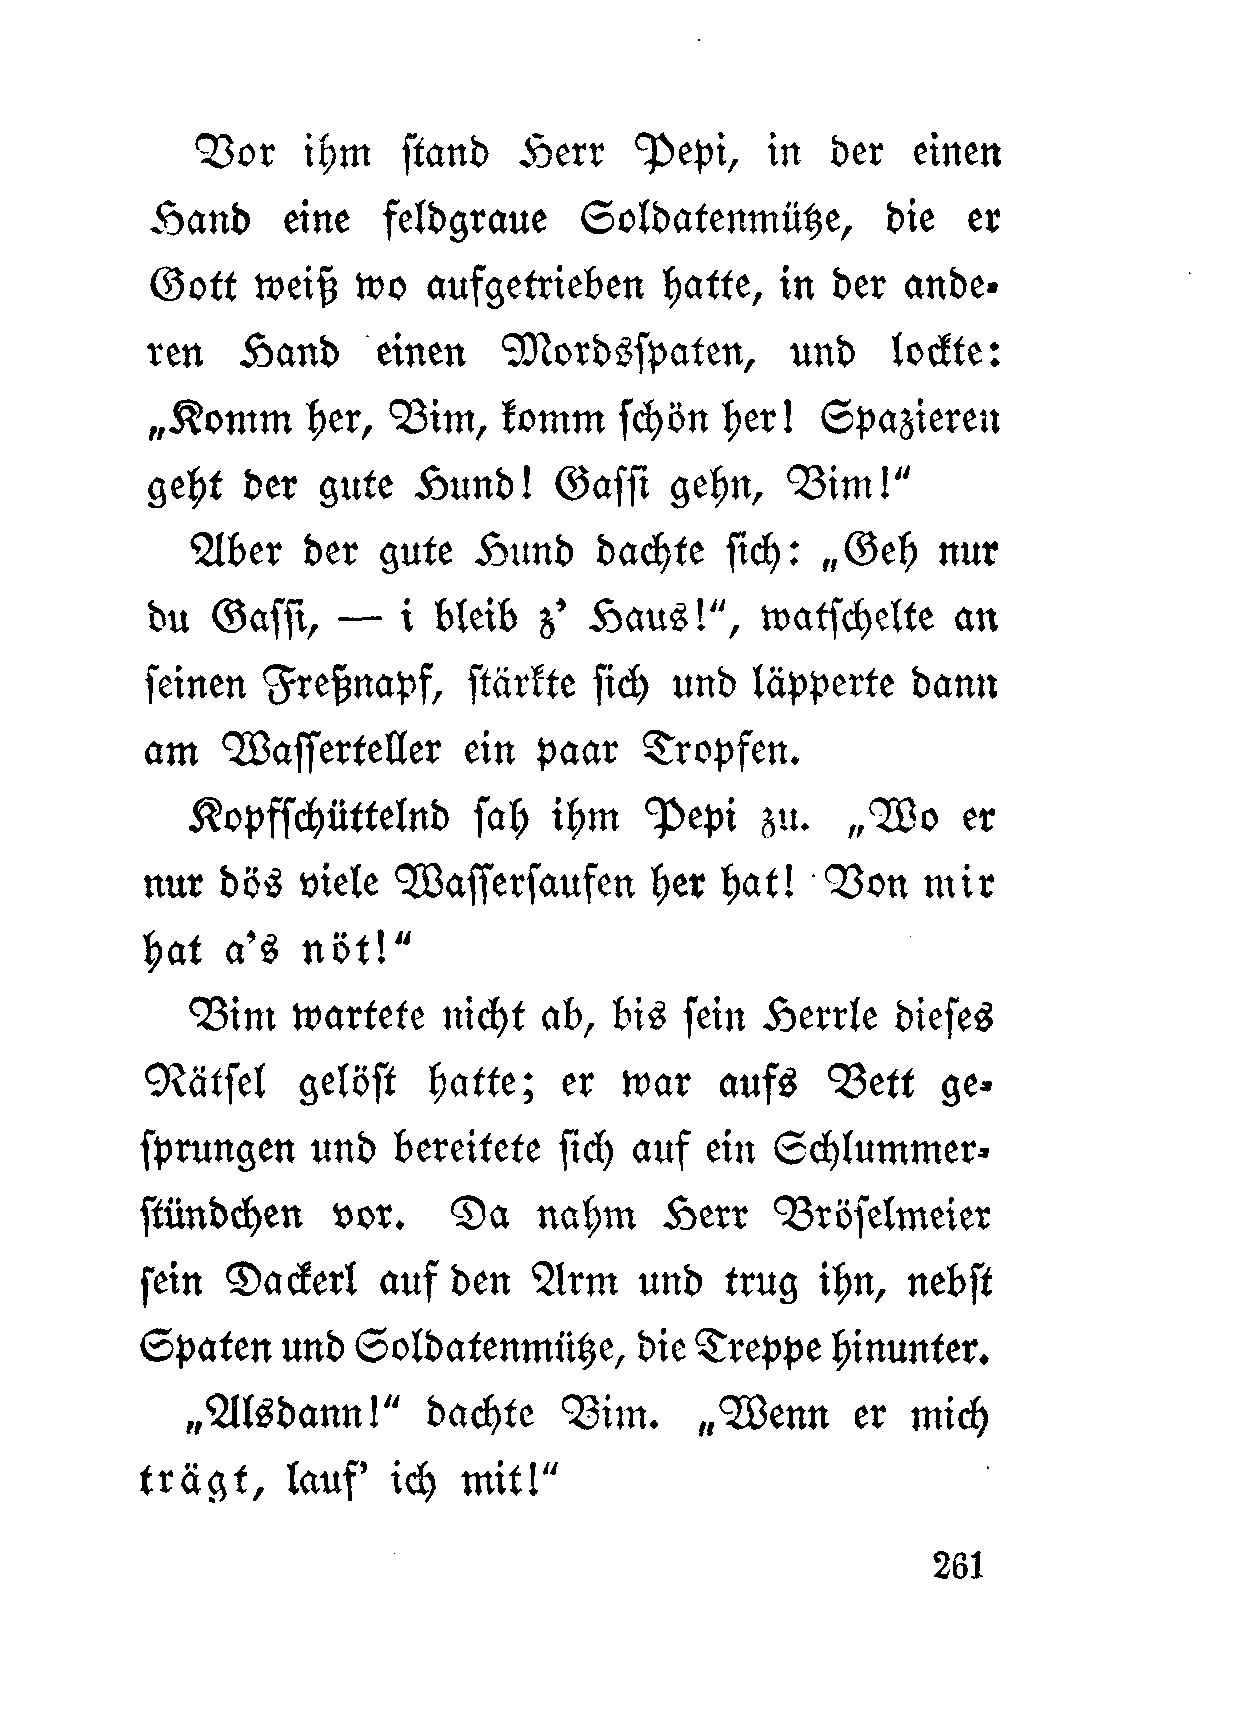 Vor ihm ſtand Herr Pepi, in der einen
Hand eine feldgraue Soldatenmütze, die er
Gott weiß wo aufgetrieben hatte, in der ande-
ren Hand einen Mordsſpaten, und lockte:
„Komm her, Bim, komm ſchön her! Spazieren
geht der gute Hund! Gaſſi gehn, Bim!“
Aber der gute Hund dachte ſich: „Geh nur
du Gaſſi, — i bleib z’ Haus!“, watſchelte an
ſeinen Freßnapf, ſtärkte ſich und läpperte dann
am Waſſerteller ein paar Tropfen.
Kopfſchüttelnd ſah ihm Pepi zu. „Wo er
nur dös viele Waſſerſaufen her hat! Von mir
hat a’s nöt!“
Bim wartete nicht ab, bis ſein Herrle dieſes
Rätſel gelöſt hatte; er war aufs Bett ge-
ſprungen und bereitete ſich auf ein Schlummer-
ſtündchen vor. Da nahm Herr Bröſelmeier
ſein Dackerl auf den Arm und trug ihn, nebſt
Spaten und Soldatenmütze, die Treppe hinunter.
„Alsdann!“ dachte Bim. „Wenn er mich
trägt, lauf’ ich mit!“
261